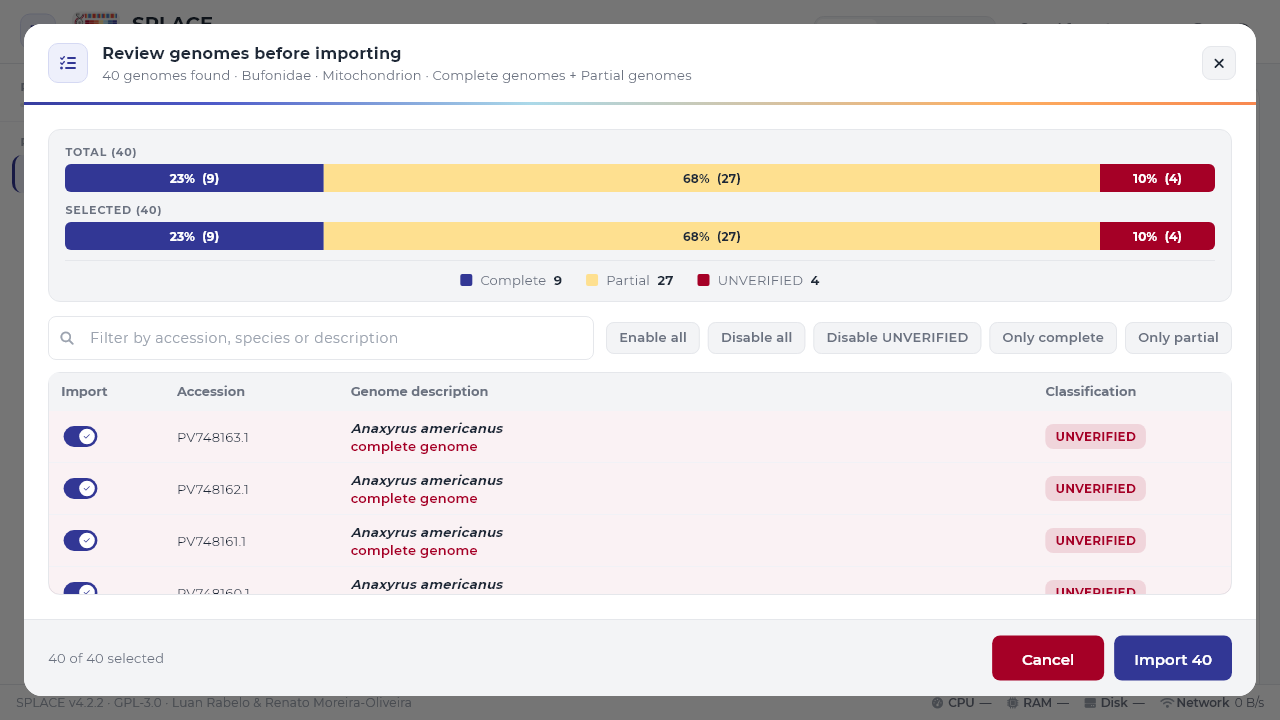 SPLACE
Review genomes before importing
40 genomes found · Bufonidae · Mitochondrion · Complete genomes + Partial genomes
TOTAL (40)
23% (9)
68% (27)
10% (4)
SELECTED (40)
23% (9)
68% (27)
10% (4)
Complete 9
Partial 27
UNVERIFIED 4
Filter by accession, species or description
Enable all
Disable all
Disable UNVERIFIED
Only complete
Only partial
Import Accession Genome description Classification
PV748163.1 Anaxyrus americanus UNVERIFIED
complete genome
PV748162.1 Anaxyrus americanus UNVERIFIED
complete genome
PV748161.1 Anaxyrus americanus UNVERIFIED
complete genome
PV748160.1 Anaxyrus americanus UNVERIFIED
40 of 40 selected
Cancel
Import 40
SPLACE v4.2.2 · GPL-3.0 · Luan Rabelo & Renato Moreira-Oliveira
CPU — RAM — Disk — Network 0 B/s